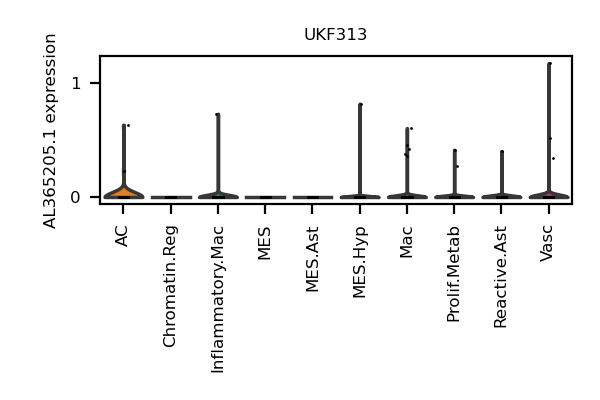 UKF313
AL365205.1 expression
1
0
AC
Chromatin.Reg
Inflammatory.Mac
MES
MES.Ast
MES.Hyp
Mac
Prolif.Metab
Reactive.Ast
Vasc